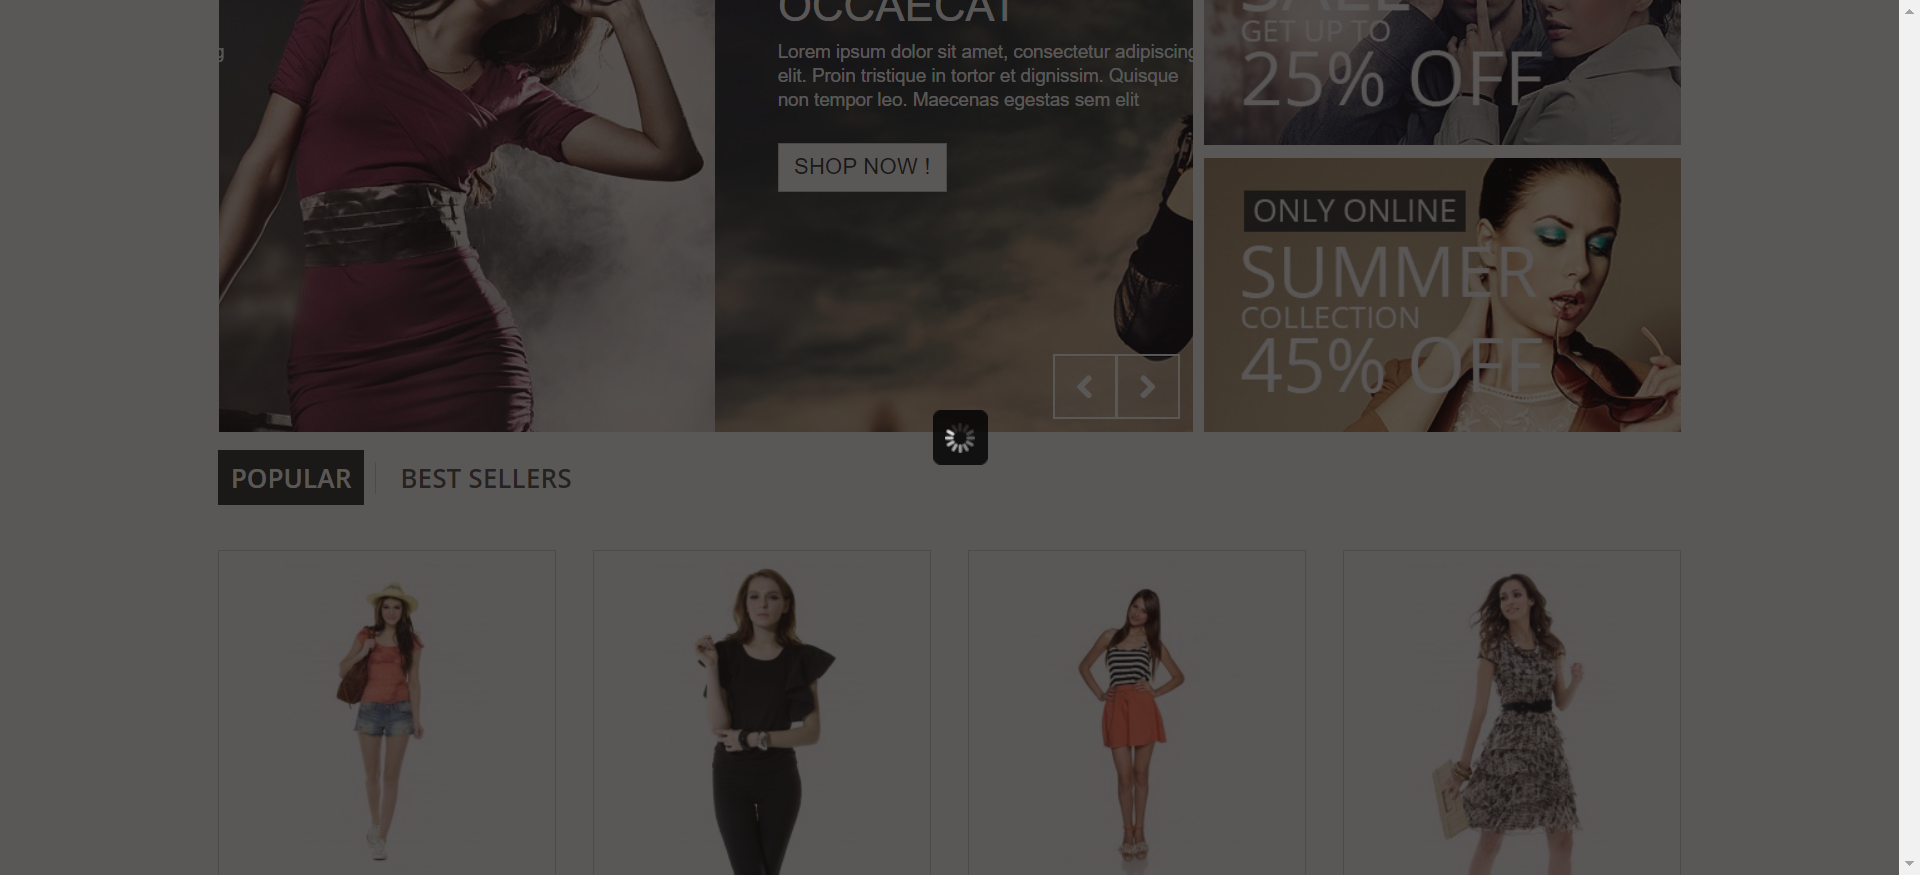 g
OCCAECAT
Lorem ipsum dolor sit amet, consectetur adipiscing
elit. Proin tristique in tortor et dignissim. Quisque
non tempor leo. Maecenas egestas sem elit
SHOP NOW !
SALE
GET UP TO
25% OFF
ONLY ONLINE
SUMMER
COLLECTION
45% OFF
POPULAR
BEST SELLERS